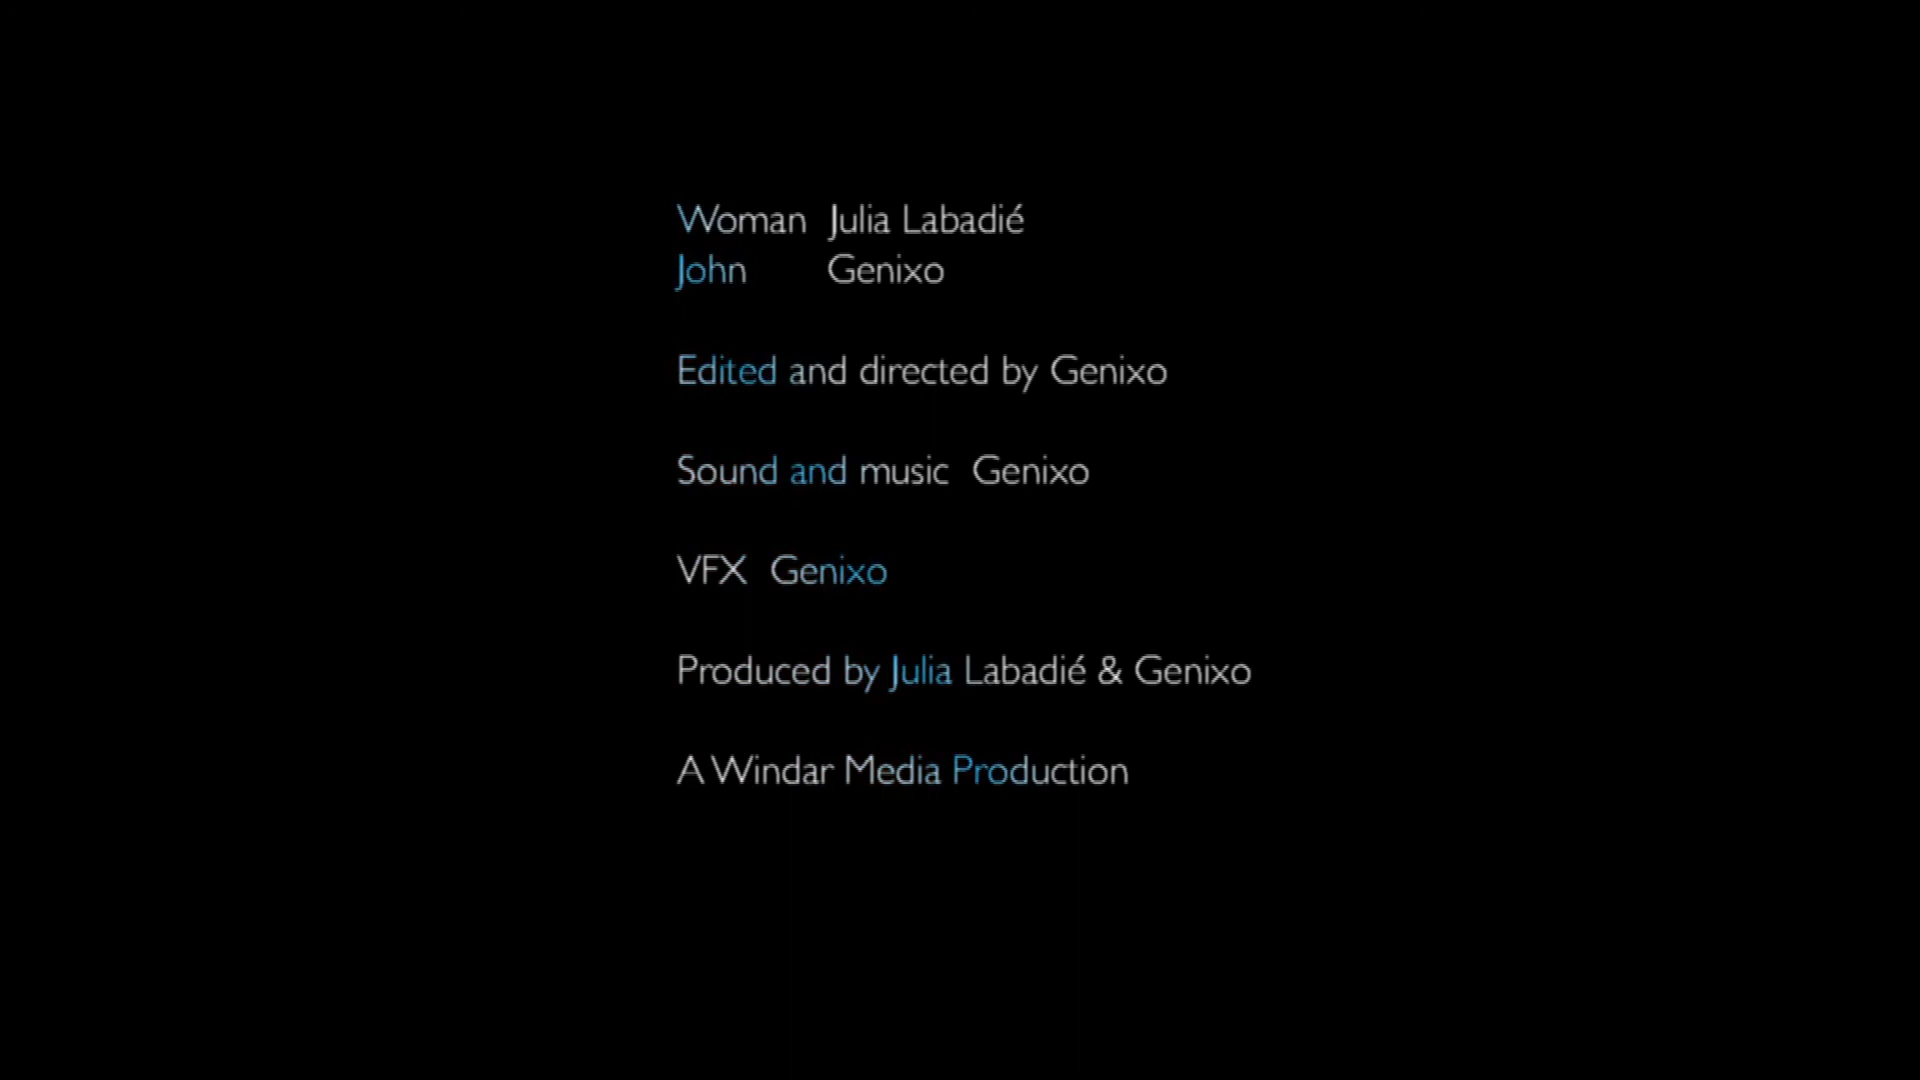 Woman Julia Labadié
John Genixo
Edited and directed by Genixo
Sound and music Genixo
VFX Genixo
Produced by Julia Labadié & Genixo
A Windar Media Production